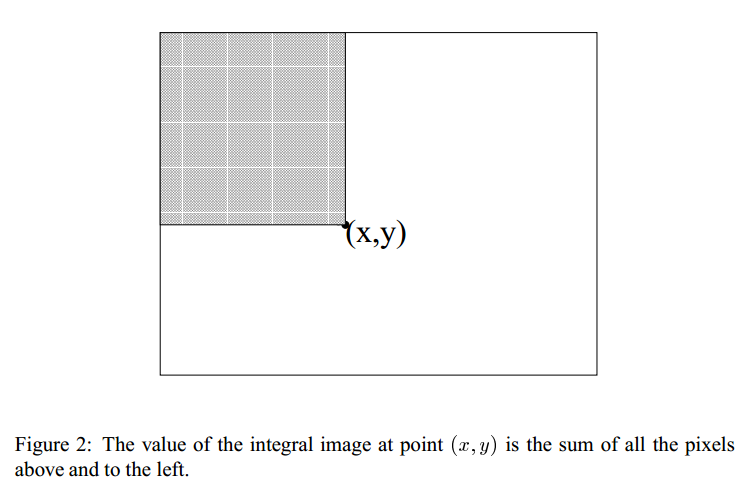 (x,y)
Figure 2: The value of the integral image at point (x, y) is the sum of all the pixels
above and to the left.